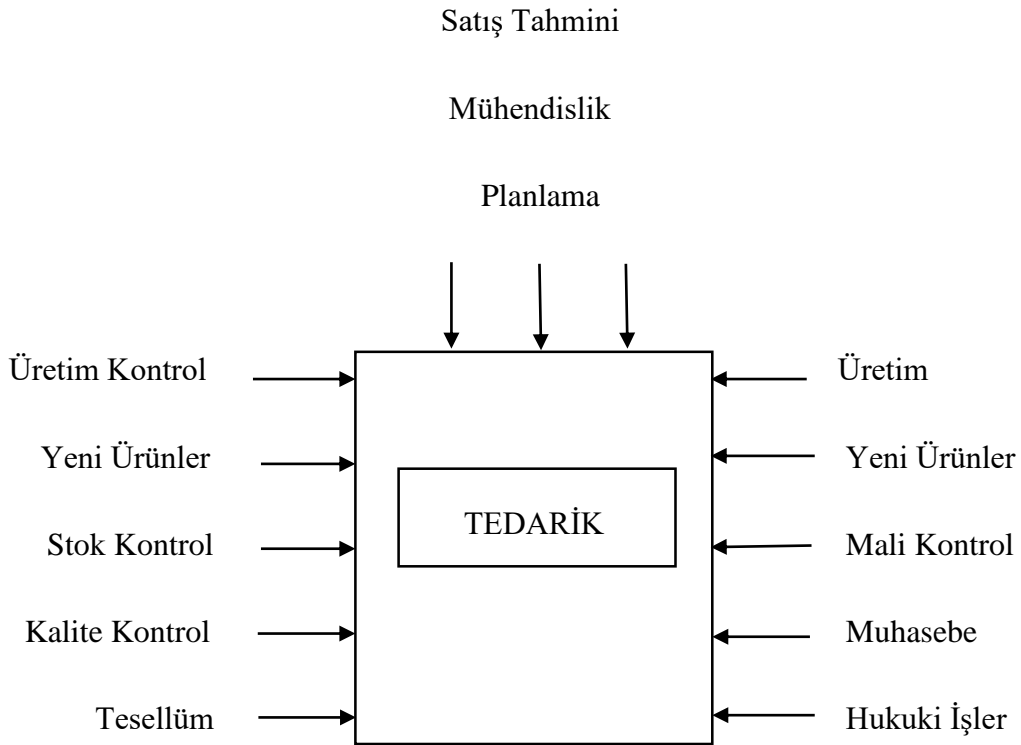 Satış Tahmini
Mühendislik
Planlama
Üretim Kontrol
Üretim
Yeni Ürünler
Yeni Ürünler
TEDARİK
Stok Kontrol
Mali Kontrol
Kalite Kontrol
Muhasebe
Tesellüm
Hukuki İşler